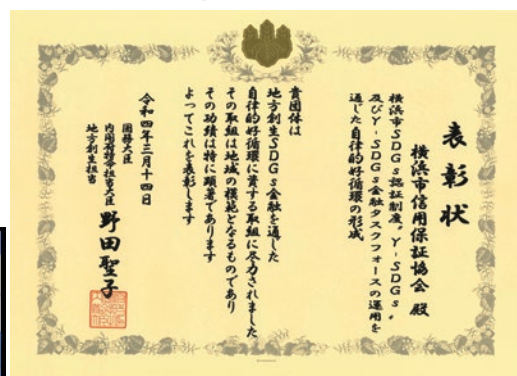 表彰状
横浜市信用保証協会 殿
横浜市SDGs認証制度“Y-SDGs”
及びY-SDGs金融タスクフォースの運用を
通した自律的好循環の形成
貴団体は
地方創生SDGs金融を通した
自律的好循環に資する取組に尽力されました
その取組は地域の模範となるものであり
その功績は特に顕著であります
よってこれを表彰します
令和四年三月十四日
国務大臣
内閣府特命担当大臣
地方創生担当
野田聖子